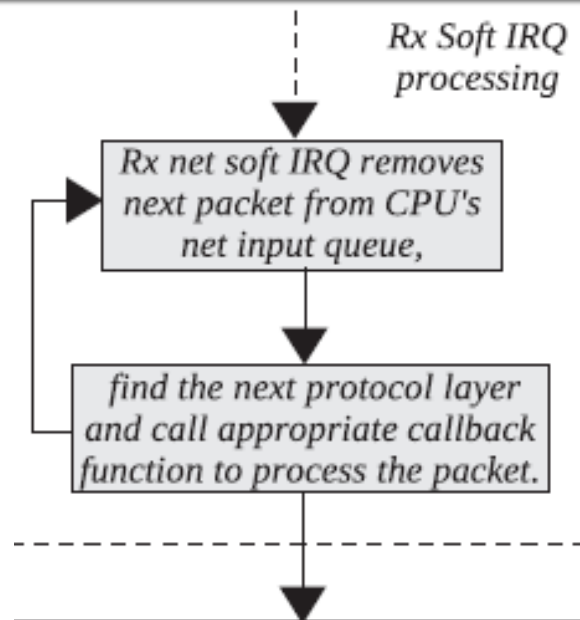 Rx Soft IRQ
processing
Rx net soft IRQ removes
next packet from CPU's
net input queue,
find the next protocol layer
and call appropriate callback
function to process the packet.